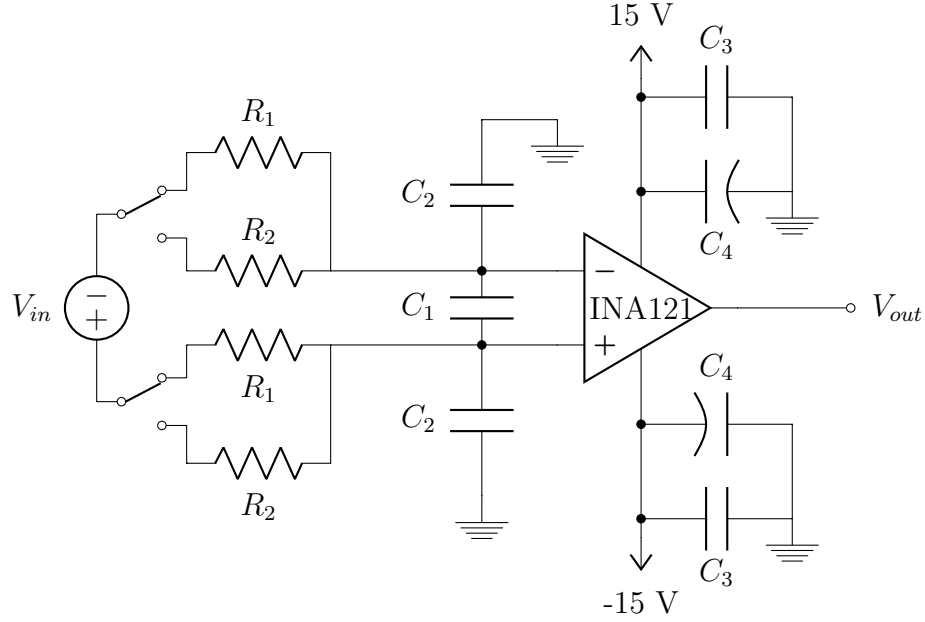 15 V
C₃
R₁
C₂
C₄
R₂
−
Vᵢₙ
−
+
C₁
INA121
Vₒᵤₜ
R₁
+
C₄
C₂
R₂
C₃
-15 V